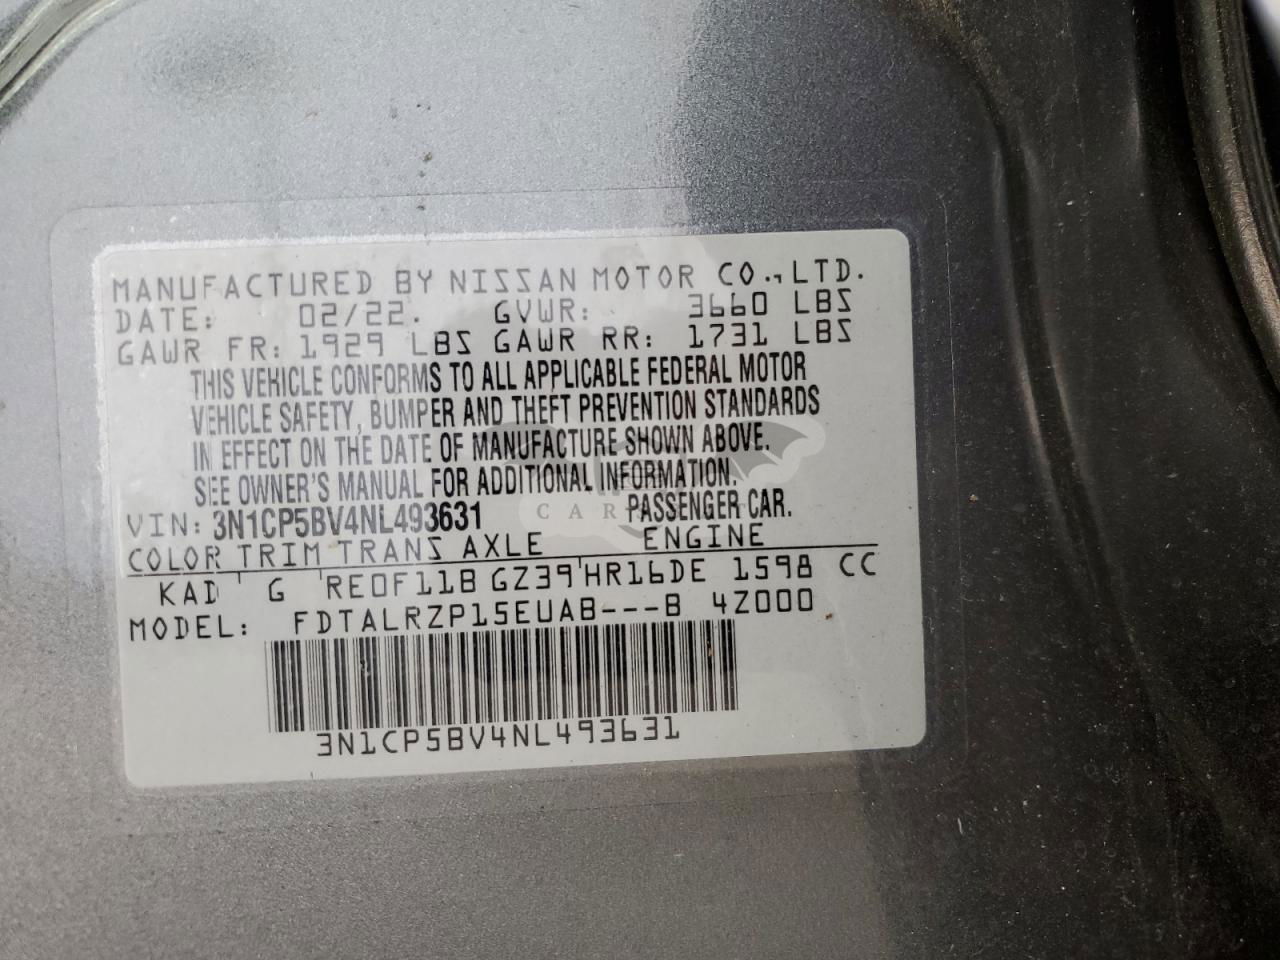 MANUFACTURED BY NISSAN MOTOR CO., LTD.
DATE: 02/22. GVWR: 3660 LBS
GAWR FR: 1929 LBS GAWR RR: 1731 LBS
THIS VEHICLE CONFORMS TO ALL APPLICABLE FEDERAL MOTOR
VEHICLE SAFETY, BUMPER AND THEFT PREVENTION STANDARDS
IN EFFECT ON THE DATE OF MANUFACTURE SHOWN ABOVE.
SEE OWNER'S MANUAL FOR ADDITIONAL INFORMATION.
VIN: 3N1CP5BV4NL493631 PASSENGER CAR.
COLOR TRIM TRANS AXLE ENGINE
KAD G RE0F11B GZ39 HR16DE 1598 CC
MODEL: FDTALRZP15EUAB---B 4Z000
3N1CP5BV4NL493631